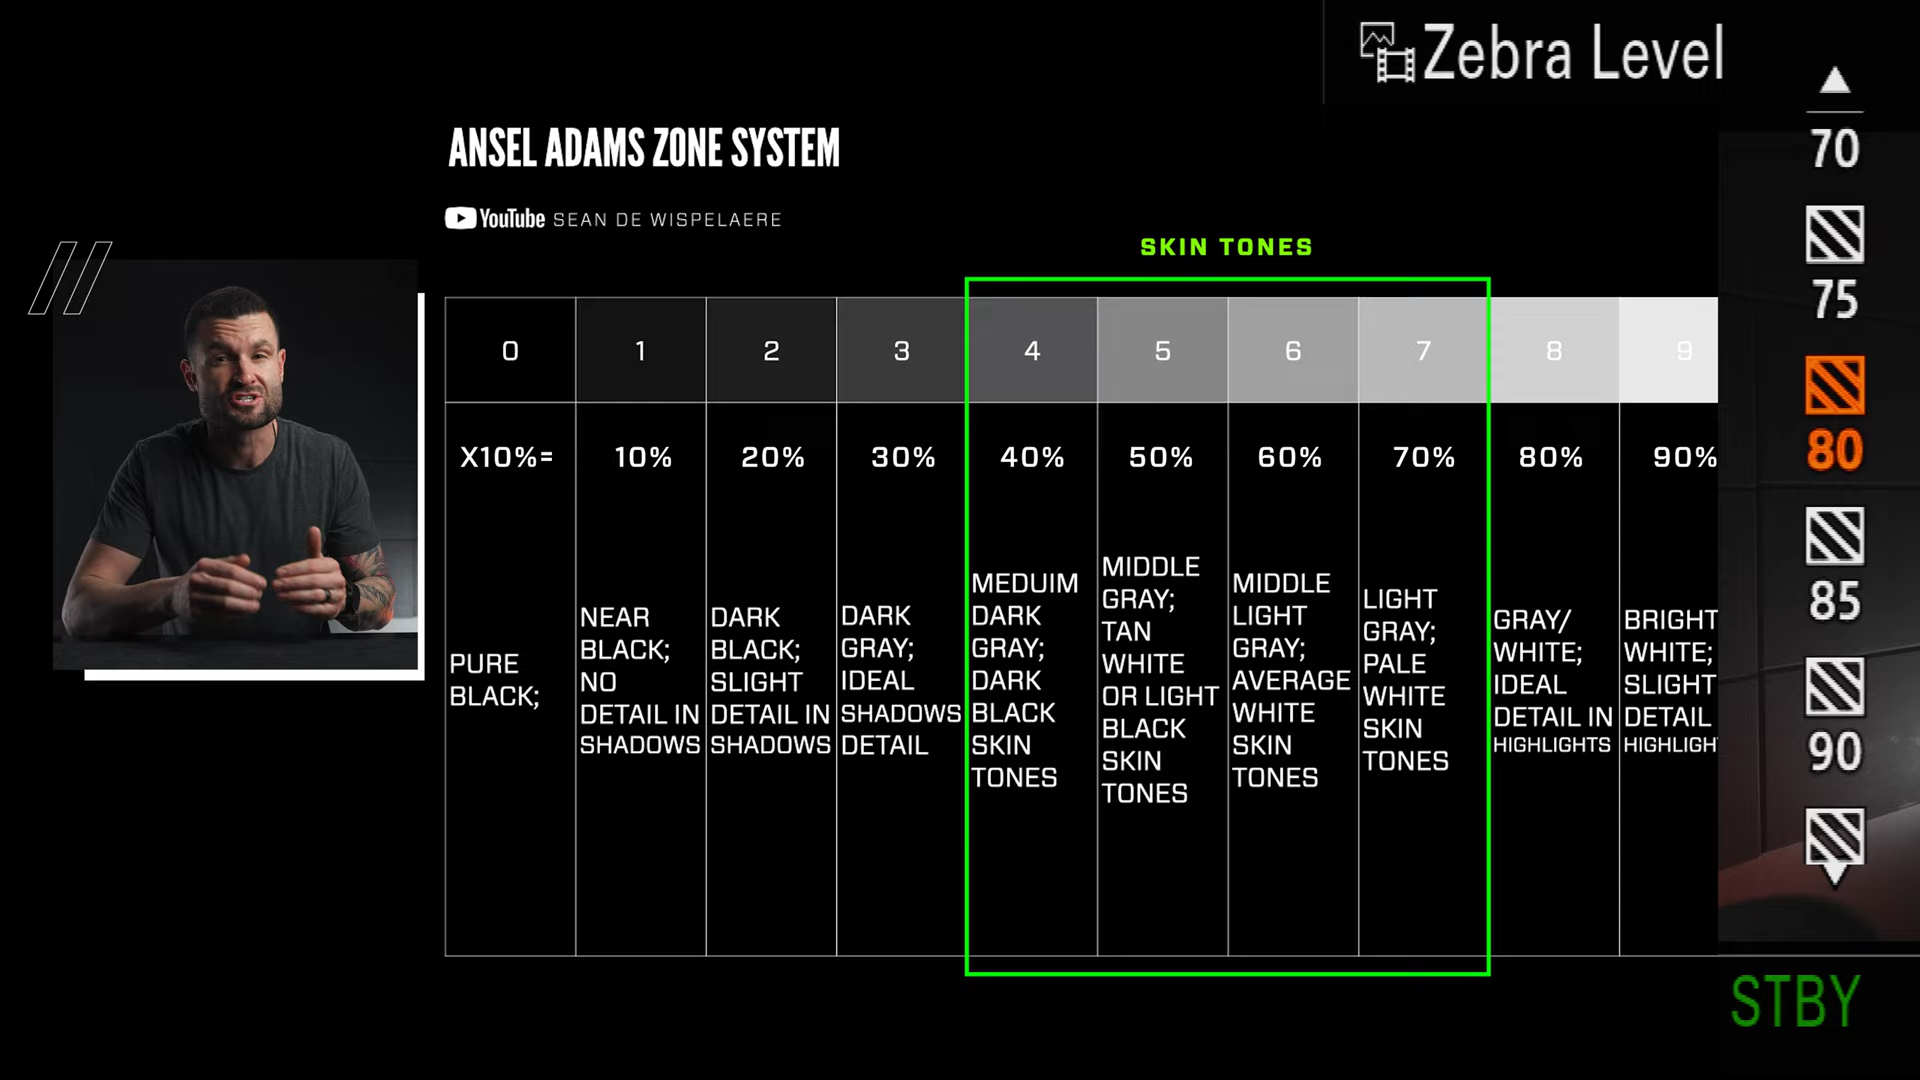 Zebra Level
ANSEL ADAMS ZONE SYSTEM
YouTube SEAN DE WISPELAERE
SKIN TONES
0 1 2 3 4 5 6 7 8 9
X10%= 10% 20% 30% 40% 50% 60% 70% 80% 90%
PURE
BLACK;
NEAR
BLACK;
NO
DETAIL IN
SHADOWS
DARK
BLACK;
SLIGHT
DETAIL IN
SHADOWS
DARK
GRAY;
IDEAL
SHADOWS
DETAIL
MEDUIM
DARK
GRAY;
DARK
BLACK
SKIN
TONES
MIDDLE
GRAY;
TAN
WHITE
OR LIGHT
BLACK
SKIN
TONES
MIDDLE
LIGHT
GRAY;
AVERAGE
WHITE
SKIN
TONES
LIGHT
GRAY;
PALE
WHITE
SKIN
TONES
GRAY/
WHITE;
IDEAL
DETAIL IN
HIGHLIGHTS
BRIGHT
WHITE;
SLIGHT
DETAIL
HIGHLIGH
70
75
80
85
90
STBY